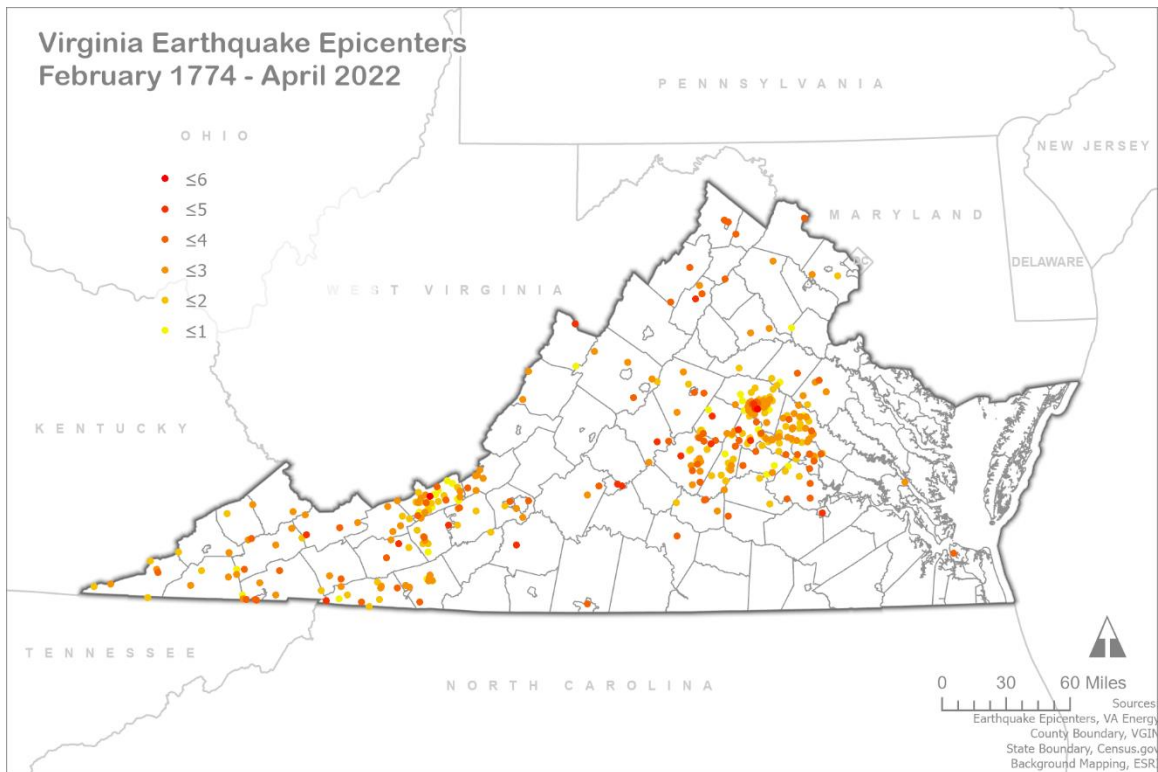 Virginia Earthquake Epicenters
February 1774 - April 2022
PENNSYLVANIA
OHIO
NEW JERSEY
≤6
≤5
MARYLAND
≤4
DC
DELAWARE
≤3
WEST VIRGINIA
≤2
≤1
KENTUCKY
TENNESSEE
NORTH CAROLINA
0 30 60 Miles
Sources:
Earthquake Epicenters, VA Energy
County Boundary, VGIN
State Boundary, Census.gov
Background Mapping, ESRI